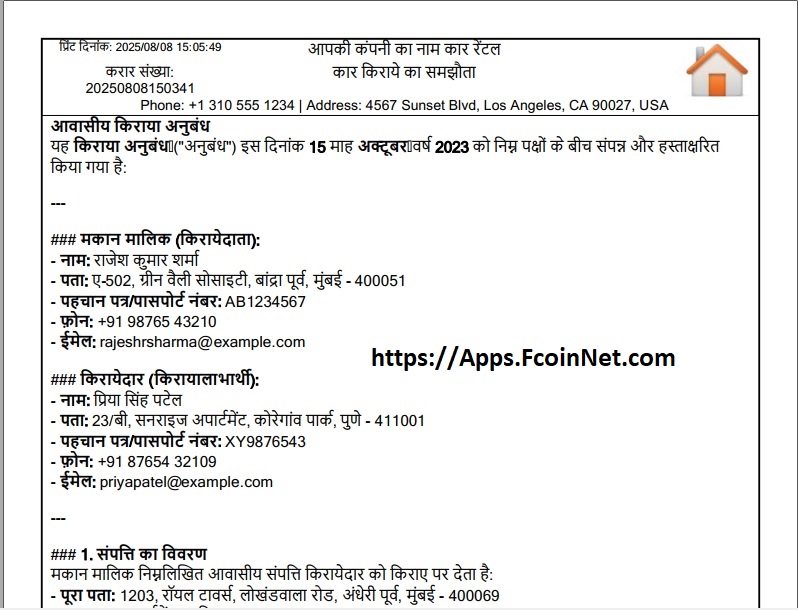 प्रिंट दिनांक: 2025/08/08 15:05:49
आपकी कंपनी का नाम कार रेंटल
करार संख्या:
20250808150341
कार किराये का समझौता
Phone: +1 310 555 1234 | Address: 4567 Sunset Blvd, Los Angeles, CA 90027, USA
आवासीय किराया अनुबंध
यह किराया अनुबंध ("अनुबंध") इस दिनांक 15 माह अक्टूबर वर्ष 2023 को निम्न पक्षों के बीच संपन्न और हस्ताक्षरित
किया गया है:
---
### मकान मालिक (किरायेदाता):
- नाम: राजेश कुमार शर्मा
- पता: ए-502, ग्रीन वैली सोसाइटी, बांद्रा पूर्व, मुंबई - 400051
- पहचान पत्र/पासपोर्ट नंबर: AB1234567
- फ़ोन: +91 98765 43210
- ईमेल: rajeshrsharma@example.com
https://Apps.FcoinNet.com
### किरायेदार (किरायालाभार्थी):
- नाम: प्रिया सिंह पटेल
- पता: 23/बी, सनराइज अपार्टमेंट, कोरेगांव पार्क, पुणे - 411001
- पहचान पत्र/पासपोर्ट नंबर: XY9876543
- फ़ोन: +91 87654 32109
- ईमेल: priyapatel@example.com
---
### 1. संपत्ति का विवरण
मकान मालिक निम्नलिखित आवासीय संपत्ति किरायेदार को किराए पर देता है:
- पूरा पता: 1203, रॉयल टावर्स, लोखंडवाला रोड, अंधेरी पूर्व, मुंबई - 400069